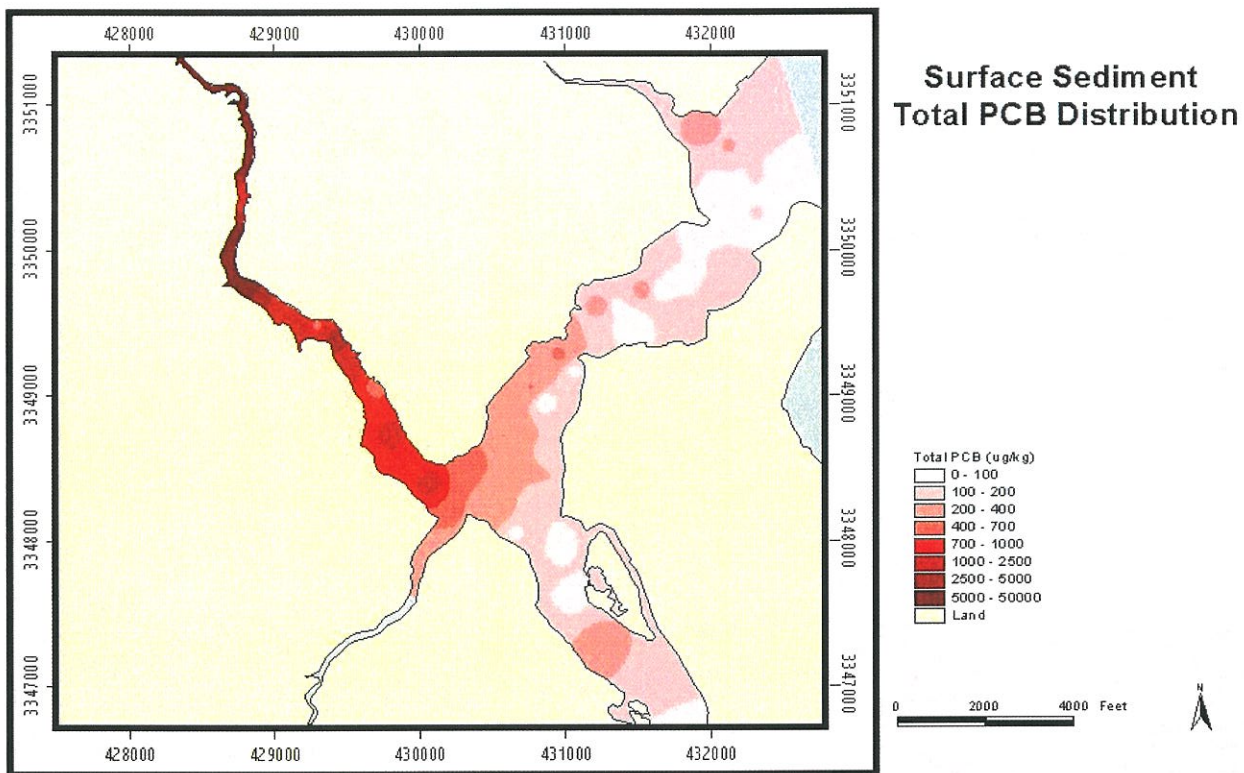 428000 429000 430000 431000 432000
Surface Sediment
Total PCB Distribution
3351000 3351000
3350000 3350000
3349000 3349000
3348000 3348000
3347000 3347000
Total PCB (ug/kg)
0 - 100
100 - 200
200 - 400
400 - 700
700 - 1000
1000 - 2500
2500 - 5000
5000 - 50000
Land
0 2000 4000 Feet
N
428000 429000 430000 431000 432000